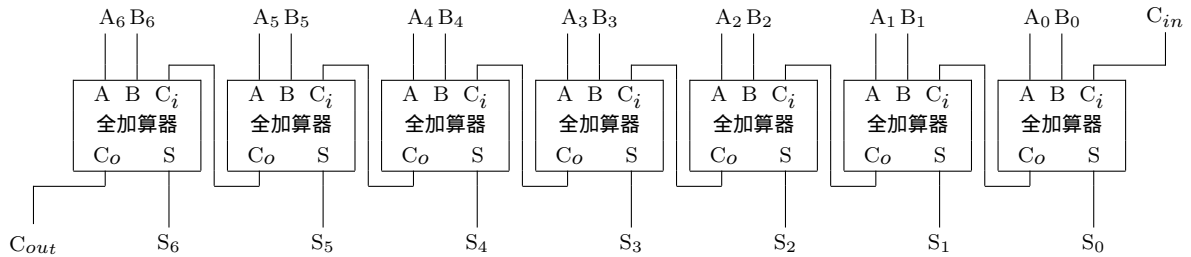 A₆ B₆ A₅ B₅ A₄ B₄ A₃ B₃ A₂ B₂ A₁ B₁ A₀ B₀ Cᵢₙ
A B Cᵢ A B Cᵢ A B Cᵢ A B Cᵢ A B Cᵢ A B Cᵢ A B Cᵢ
全加算器 全加算器 全加算器 全加算器 全加算器 全加算器 全加算器
Cₒ S Cₒ S Cₒ S Cₒ S Cₒ S Cₒ S Cₒ S
Cₒᵤₜ S₆ S₅ S₄ S₃ S₂ S₁ S₀